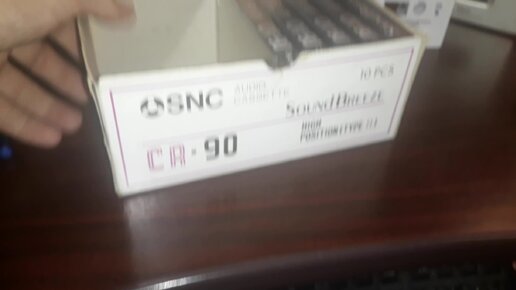 SNC
AUDIO
CASSETTE
10 PCS
SOUNDBREEZE
CR-90
HIGH
POSITION(TYPE II)